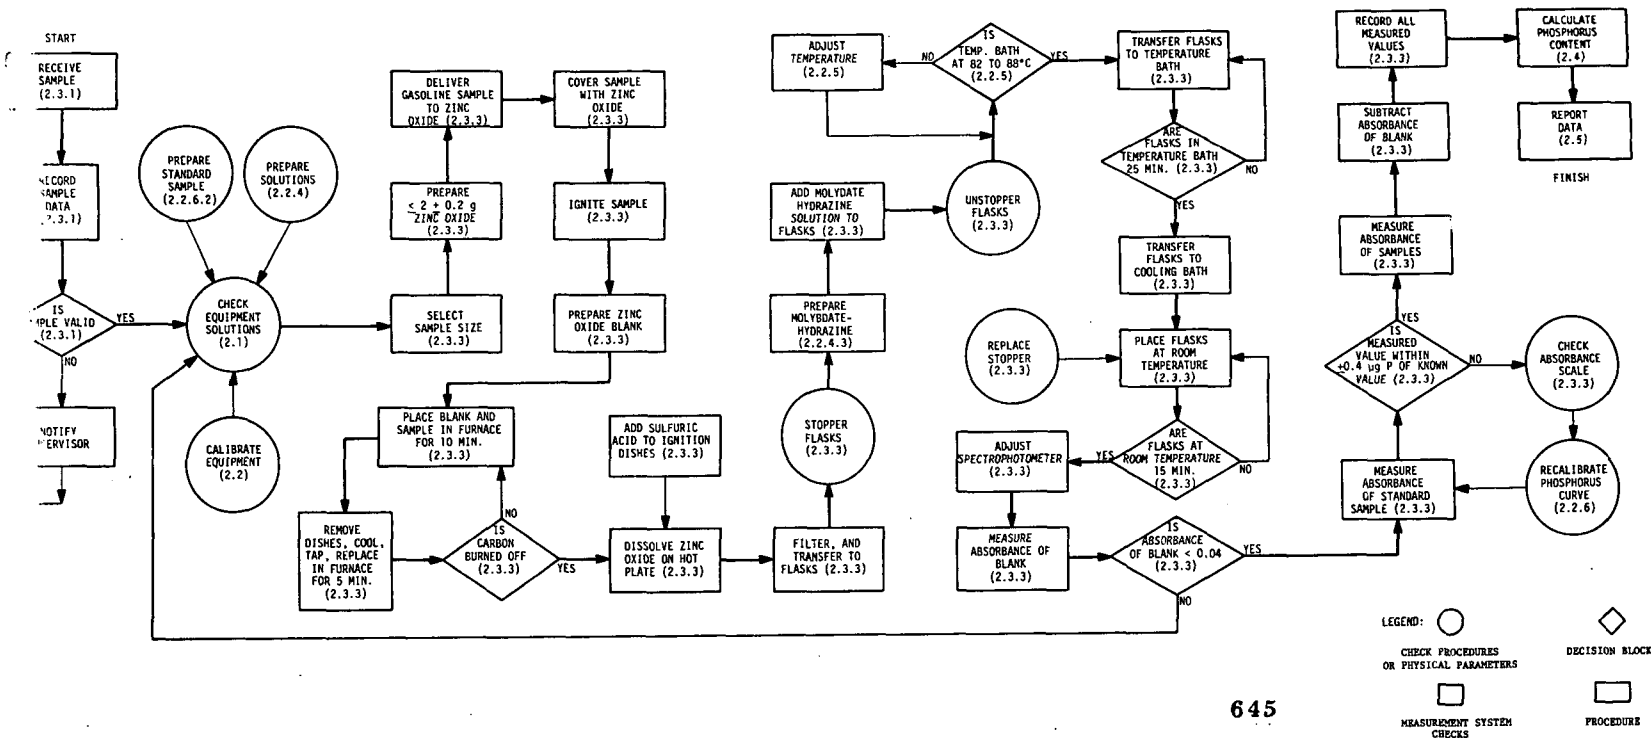 START
RECEIVE
SAMPLE
(2.3.1)
DATA
IS
(2.3.1)
YES
NO
NOTIFY
PREPARE
STANDARD
SAMPLE
(2.2.6.2)
PREPARE
SOLUTIONS
(2.2.4)
CHECK
EQUIPMENT
SOLUTIONS
(2.1)
CALIBRATE
EQUIPMENT
(2.2)
SELECT
SAMPLE SIZE
(2.3.3)
PREPARE
< 2 + 0.2 g
ZINC OXIDE
(2.3.3)
DELIVER
GASOLINE SAMPLE
TO ZINC
OXIDE (2.3.3)
COVER SAMPLE
WITH ZINC
OXIDE
(2.3.3)
IGNITE SAMPLE
(2.3.3)
PREPARE ZINC
OXIDE BLANK
(2.3.3)
PLACE BLANK AND
SAMPLE IN FURNACE
FOR 10 MIN.
(2.3.3)
REMOVE
DISHES, COOL,
TAP, REPLACE
IN FURNACE
FOR 5 MIN.
(2.3.3)
NO
IS
CARBON
BURNED OFF
(2.3.3)
YES
ADD SULFURIC
ACID TO IGNITION
DISHES (2.3.3)
DISSOLVE ZINC
OXIDE ON HOT
PLATE (2.3.3)
FILTER, AND
TRANSFER TO
FLASKS (2.3.3)
STOPPER
FLASKS
(2.3.3)
PREPARE
MOLYBDATE-
HYDRAZINE
(2.2.4.3)
ADD MOLYDATE
HYDRAZINE
SOLUTION TO
FLASKS (2.3.3)
UNSTOPPER
FLASKS
(2.3.3)
ADJUST
TEMPERATURE
(2.2.5)
NO
IS
TEMP. BATH
AT 82 TO 88°C
(2.2.5)
YES
TRANSFER FLASKS
TO TEMPERATURE
BATH
(2.3.3)
ARE
FLASKS IN
TEMPERATURE BATH
25 MIN. (2.3.3)
NO
YES
TRANSFER
FLASKS TO
COOLING BATH
(2.3.3)
REPLACE
STOPPER
(2.3.3)
PLACE FLASKS
AT ROOM
TEMPERATURE
(2.3.3)
ARE
FLASKS AT
ROOM TEMPERATURE
15 MIN.
(2.3.3)
NO
YES
ADJUST
SPECTROPHOTOMETER
(2.3.3)
MEASURE
ABSORBANCE OF
BLANK
(2.3.3)
IS
ABSORBANCE
OF BLANK < 0.04
(2.3.3)
YES
NO
MEASURE
ABSORBANCE
OF STANDARD
SAMPLE (2.3.3)
YES
IS
MEASURED
VALUE WITHIN
±0.4 µg P OF KNOWN
VALUE (2.3.3)
NO
CHECK
ABSORBANCE
SCALE
(2.3.3)
RECALIBRATE
PHOSPHORUS
CURVE
(2.2.6)
MEASURE
ABSORBANCE
OF SAMPLES
(2.3.3)
SUBTRACT
ABSORBANCE
OF BLANK
(2.3.3)
RECORD ALL
MEASURED
VALUES
(2.3.3)
CALCULATE
PHOSPHORUS
CONTENT
(2.4)
REPORT
DATA
(2.5)
FINISH
LEGEND:
CHECK PROCEDURES
OR PHYSICAL PARAMETERS
DECISION BLOCK
MEASUREMENT SYSTEM
CHECKS
PROCEDURE
645